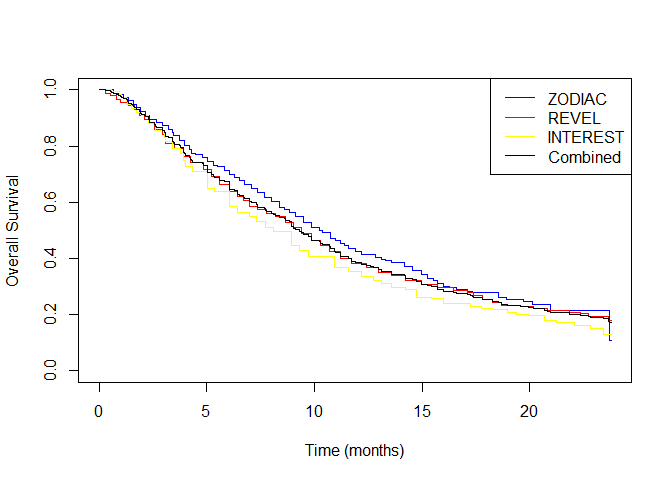 ZODIAC
REVEL
INTEREST
Combined
Overall Survival
1.0
0.8
0.6
0.4
0.2
0.0
0 5 10 15 20
Time (months)